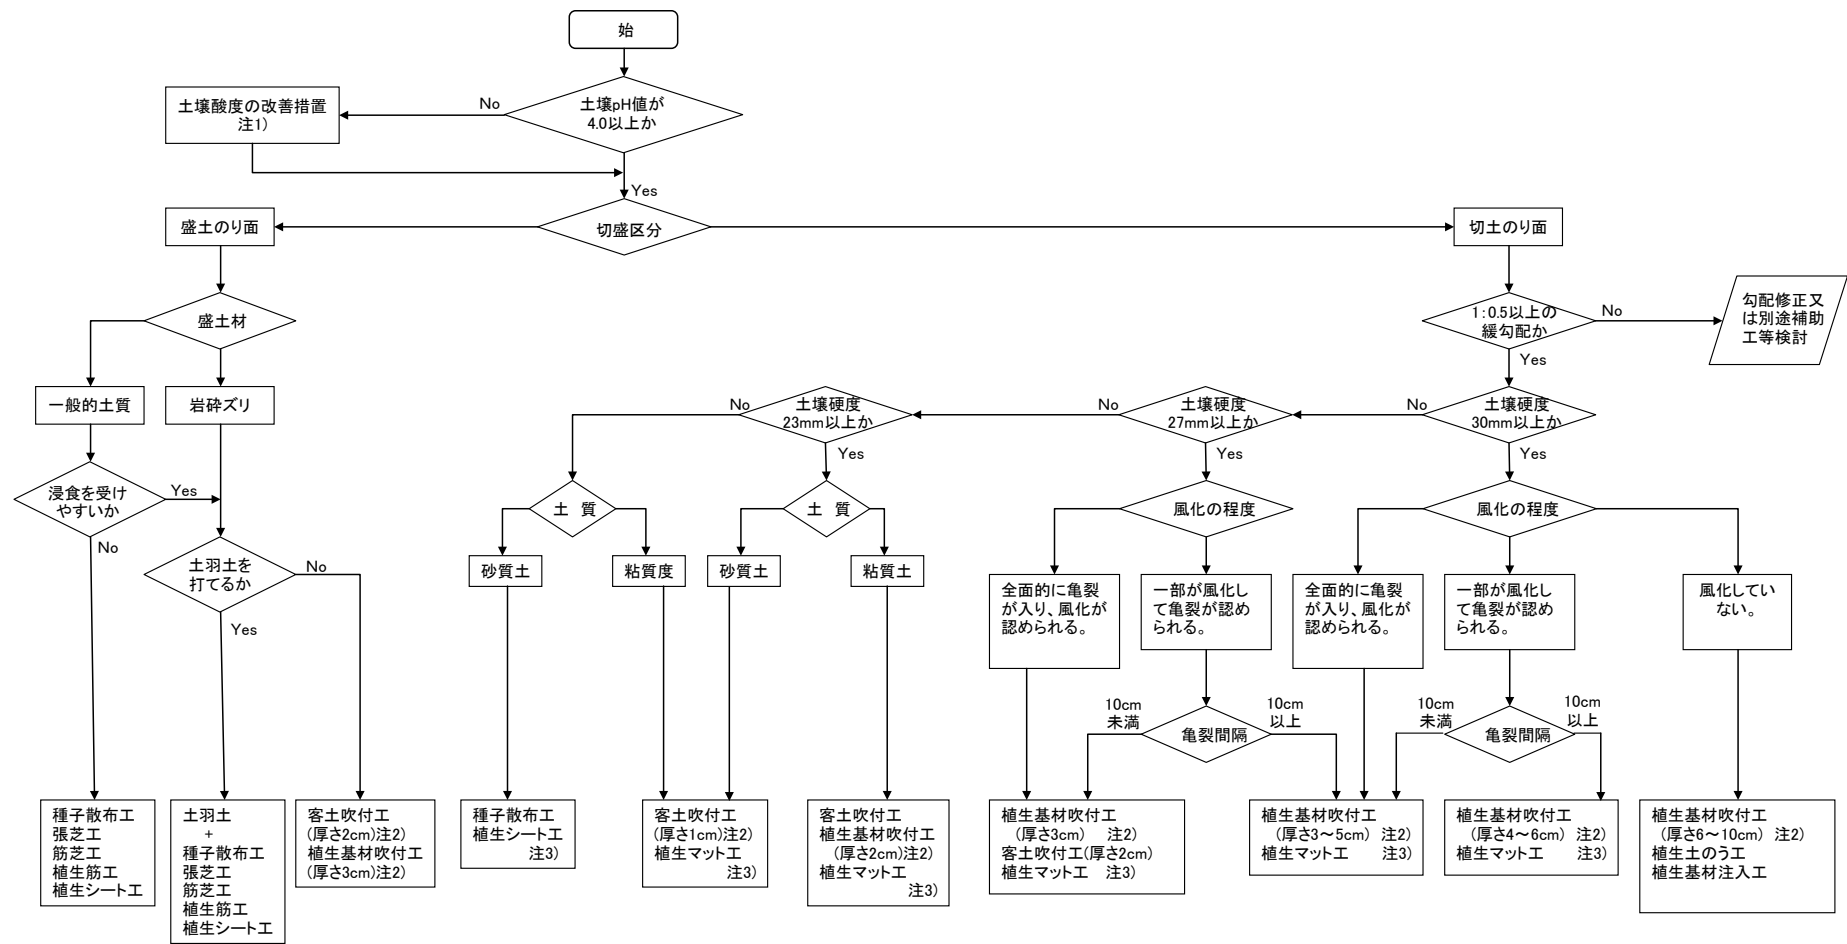 始
土壌pH値が
4.0以上か
No
土壌酸度の改善措置
注1)
Yes
切盛区分
盛土のり面
切土のり面
盛土材
1:0.5以上の
緩勾配か
No
勾配修正又
は別途補助
工等検討
Yes
一般的土質
岩砕ズリ
土壌硬度
23mm以上か
No
Yes
土壌硬度
27mm以上か
No
Yes
土壌硬度
30mm以上か
No
Yes
浸食を受け
やすいか
Yes
No
土 質
土 質
風化の程度
風化の程度
土羽土を
打てるか
No
Yes
砂質土
粘質度
砂質土
粘質土
全面的に亀裂
が入り、風化が
認められる。
一部が風化し
て亀裂が認め
られる。
全面的に亀裂
が入り、風化が
認められる。
一部が風化し
て亀裂が認め
られる。
風化してい
ない。
10cm
未満
亀裂間隔
10cm
以上
10cm
未満
亀裂間隔
10cm
以上
種子散布工
張芝工
筋芝工
植生筋工
植生シート工
土羽土
+
種子散布工
張芝工
筋芝工
植生筋工
植生シート工
客土吹付工
(厚さ2cm)注2)
植生基材吹付工
(厚さ3cm)注2)
種子散布工
植生シート工
注3)
客土吹付工
(厚さ1cm)注2)
植生マット工
注3)
客土吹付工
植生基材吹付工
(厚さ2cm)注2)
植生マット工
注3)
植生基材吹付工
(厚さ3cm) 注2)
客土吹付工(厚さ2cm)
植生マット工 注3)
植生基材吹付工
(厚さ3～5cm) 注2)
植生マット工 注3)
植生基材吹付工
(厚さ4～6cm) 注2)
植生マット工 注3)
植生基材吹付工
(厚さ6～10cm) 注2)
植生土のう工
植生基材注入工